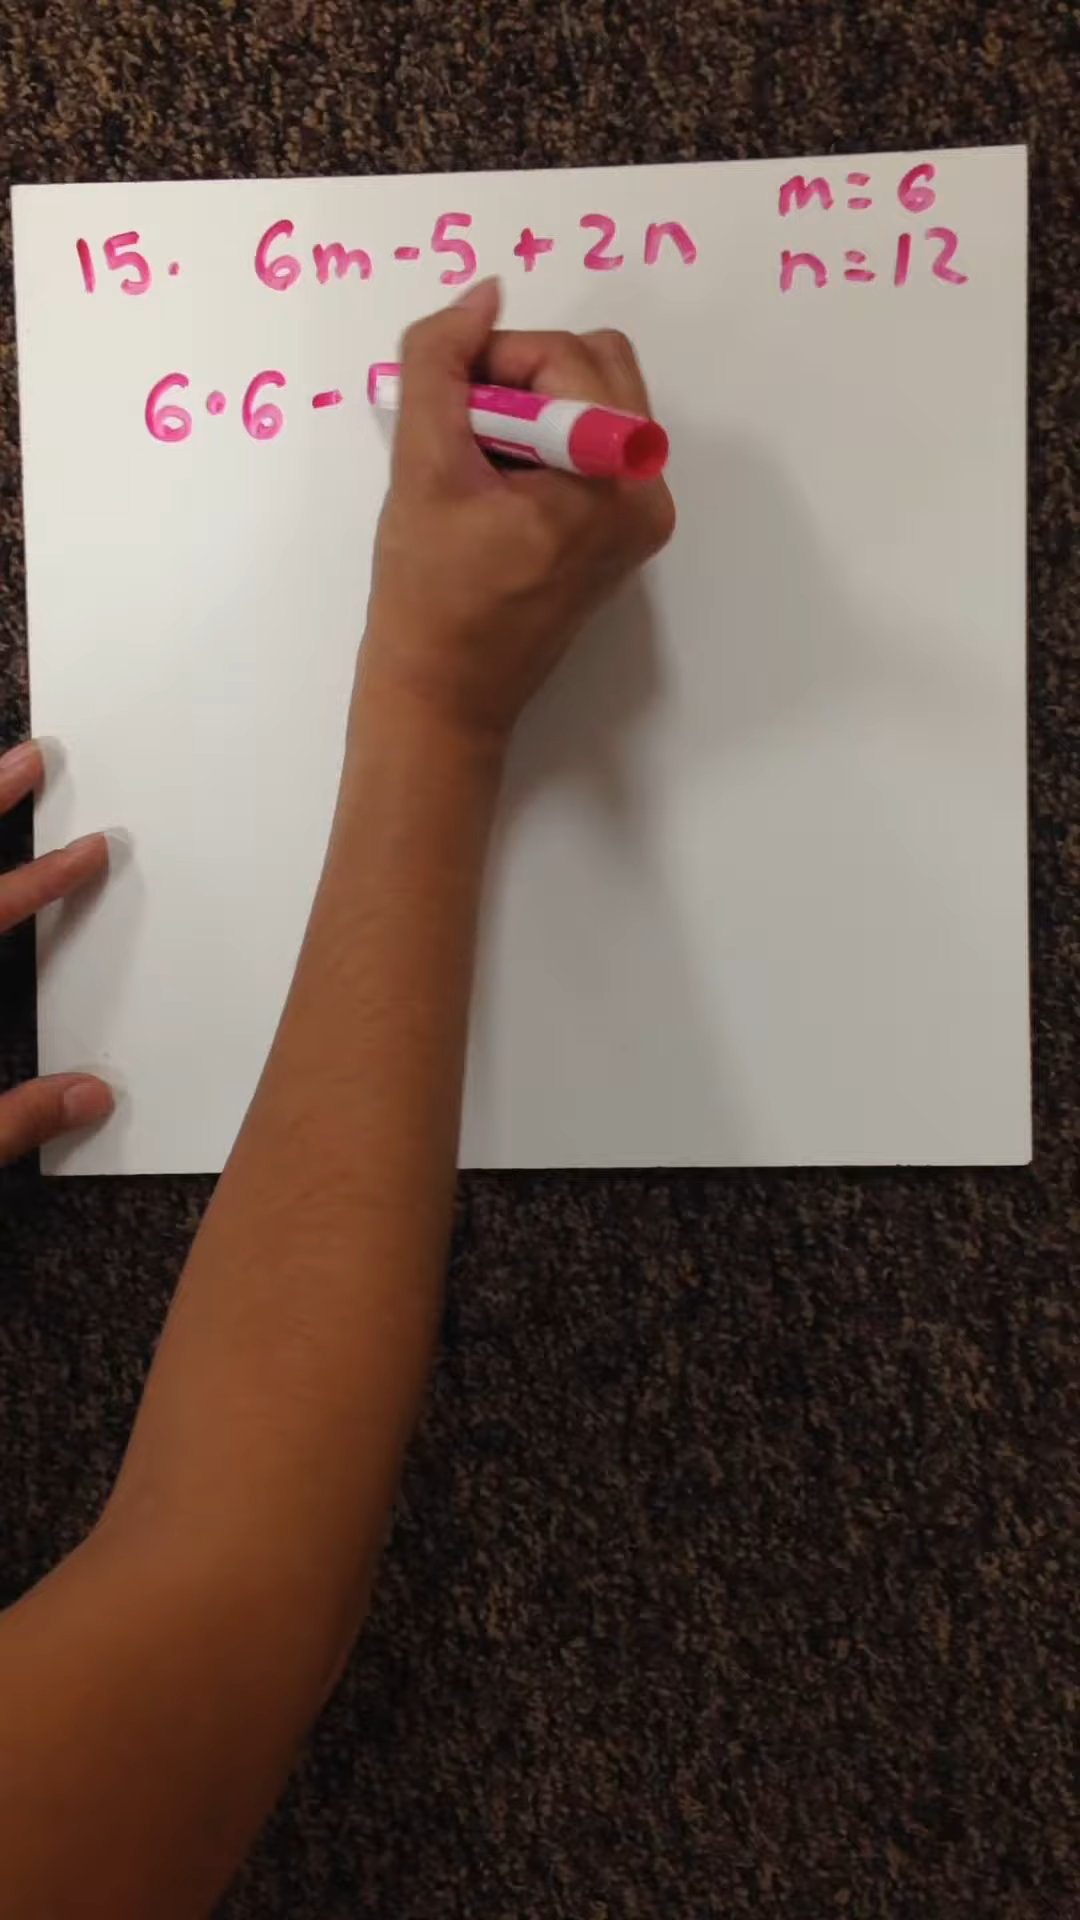 m = 6
15. 6m - 5 + 2n
n = 12
6 · 6 -